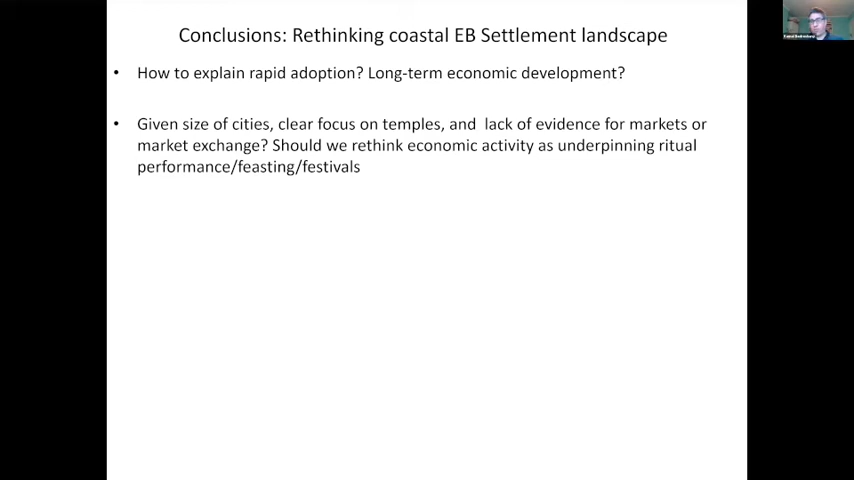 Conclusions: Rethinking coastal EB Settlement landscape
• How to explain rapid adoption? Long-term economic development?
• Given size of cities, clear focus on temples, and lack of evidence for markets or
market exchange? Should we rethink economic activity as underpinning ritual
performance/feasting/festivals